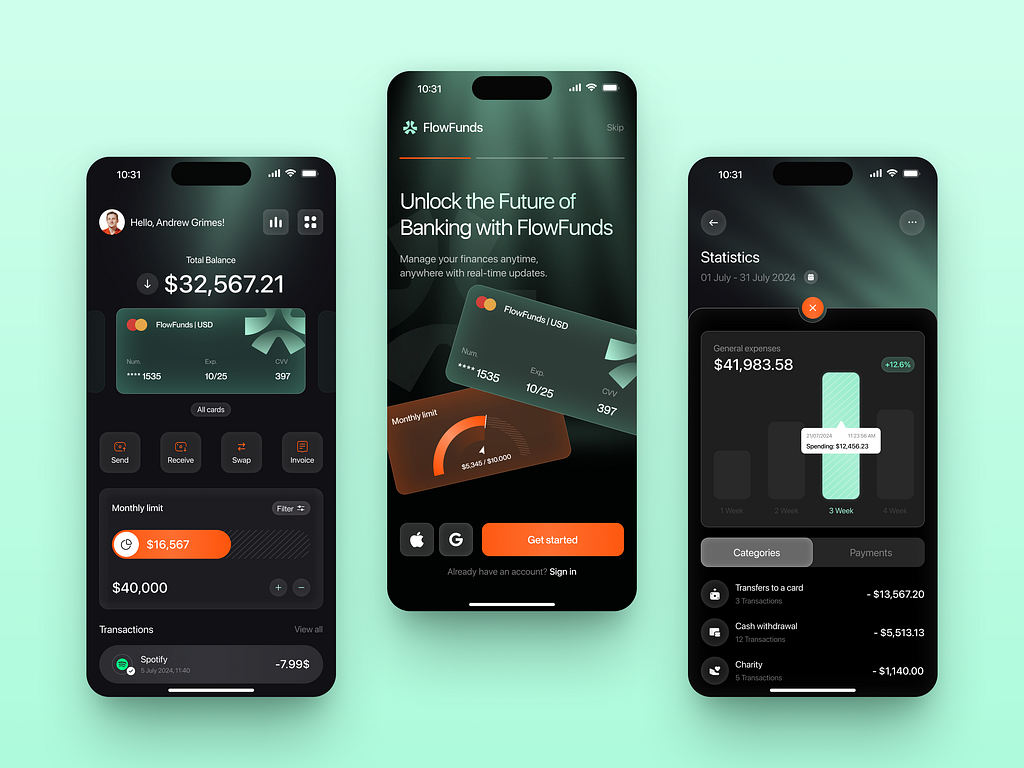 10:31
Hello, Andrew Grimes!
Total Balance
$32,567.21
FlowFunds | USD
Num. Exp. CVV
**** 1535 10/25 397
All cards
Send Receive Swap Invoice
Monthly limit Filter
$16,567
$40,000
Transactions View all
Spotify
5 July 2024, 11:40
-7.99$
10:31
FlowFunds Skip
Unlock the Future of
Banking with FlowFunds
Manage your finances anytime,
anywhere with real-time updates.
FlowFunds | USD
Num. Exp. CVV
**** 1535 10/25 397
Monthly limit
$5,345 / $10.000
G Get started
Already have an account? Sign in
10:31
Statistics
01 July - 31 July 2024
General expenses
$41,983.58 +12.6%
21/07/2024 11:23:56 AM
Spending: $12,456.23
1 Week 2 Week 3 Week 4 Week
Categories Payments
Transfers to a card
3 Transactions
- $13,567.20
Cash withdrawal
12 Transactions
- $5,513.13
Charity
5 Transactions
- $1,140.00